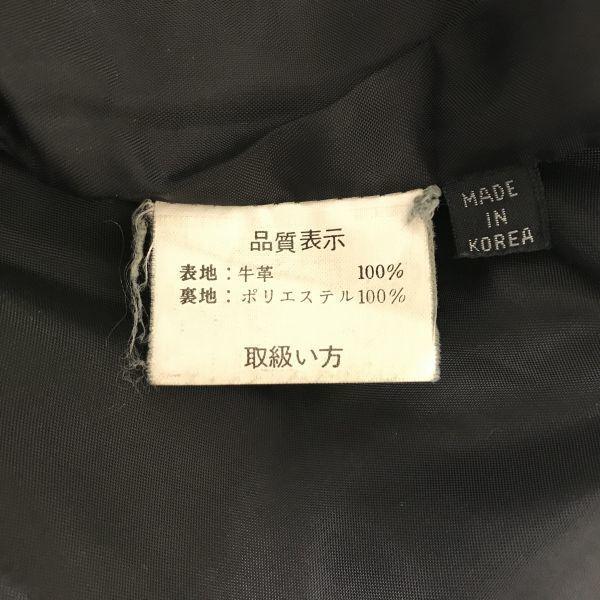 品質表示
表地：牛革 100%
裏地：ポリエステル100%
取級い方
MADE
IN
KOREA